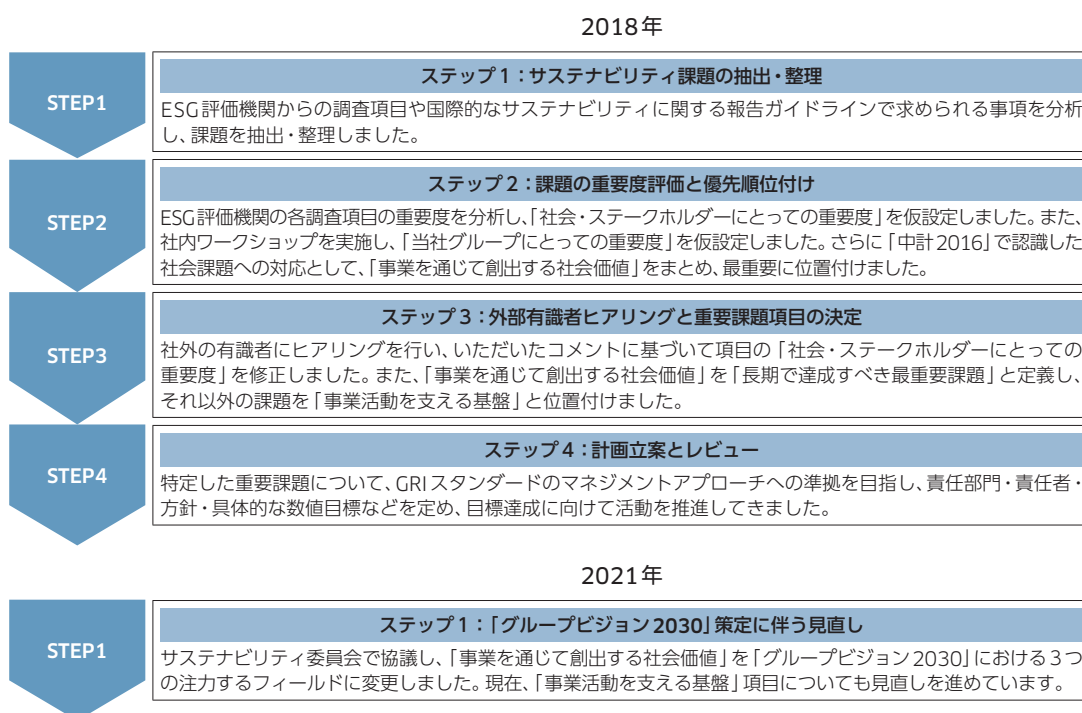 2018年
STEP1
ステップ1：サステナビリティ課題の抽出・整理
ESG評価機関からの調査項目や国際的なサステナビリティに関する報告ガイドラインで求められる事項を分析
し、課題を抽出・整理しました。
STEP2
ステップ2：課題の重要度評価と優先順位付け
ESG評価機関の各調査項目の重要度を分析し、「社会・ステークホルダーにとっての重要度」を仮設定しました。また、
社内ワークショップを実施し、「当社グループにとっての重要度」を仮設定しました。さらに「中計2016」で認識した
社会課題への対応として、「事業を通じて創出する社会価値」をまとめ、最重要に位置付けました。
STEP3
ステップ3：外部有識者ヒアリングと重要課題項目の決定
社外の有識者にヒアリングを行い、いただいたコメントに基づいて項目の「社会・ステークホルダーにとっての
重要度」を修正しました。また、「事業を通じて創出する社会価値」を「長期で達成すべき最重要課題」と定義し、
それ以外の課題を「事業活動を支える基盤」と位置付けました。
STEP4
ステップ4：計画立案とレビュー
特定した重要課題について、GRIスタンダードのマネジメントアプローチへの準拠を目指し、責任部門・責任者・
方針・具体的な数値目標などを定め、目標達成に向けて活動を推進してきました。
2021年
STEP1
ステップ1：「グループビジョン2030」策定に伴う見直し
サステナビリティ委員会で協議し、「事業を通じて創出する社会価値」を「グループビジョン2030」における3つ
の注力するフィールドに変更しました。現在、「事業活動を支える基盤」項目についても見直しを進めています。